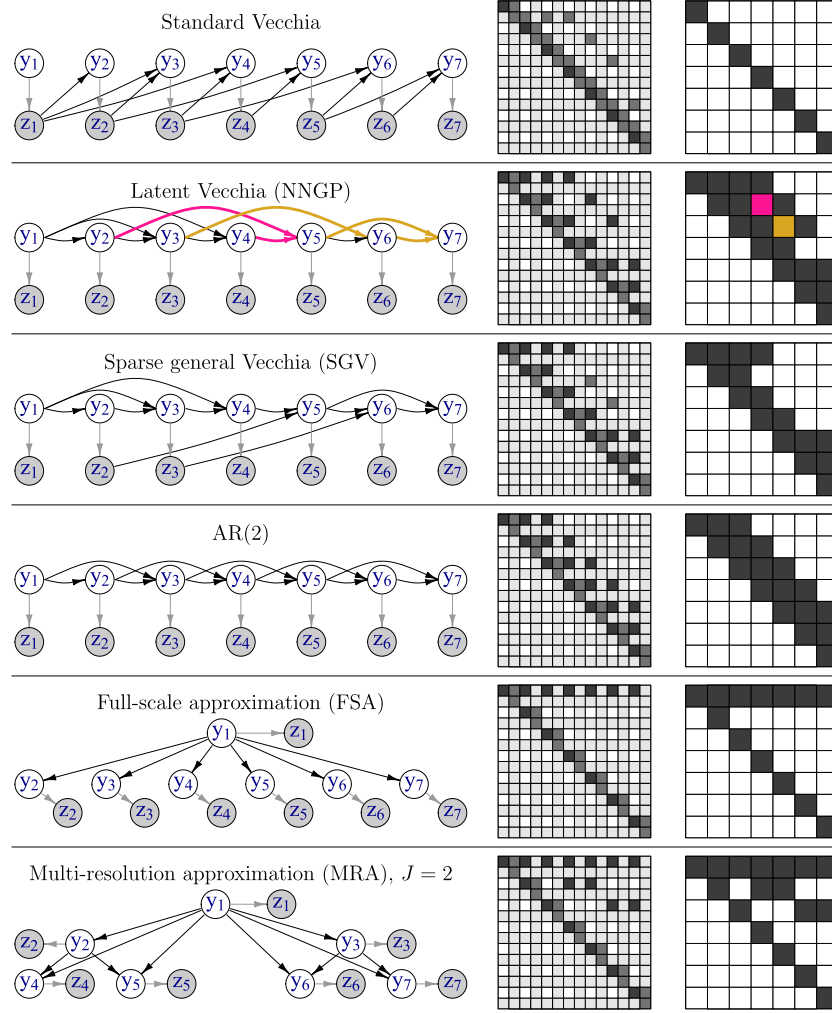 Standard Vecchia
y1 y2 y3 y4 y5 y6 y7
z1 z2 z3 z4 z5 z6 z7
Latent Vecchia (NNGP)
y1 y2 y3 y4 y5 y6 y7
z1 z2 z3 z4 z5 z6 z7
Sparse general Vecchia (SGV)
y1 y2 y3 y4 y5 y6 y7
z1 z2 z3 z4 z5 z6 z7
AR(2)
y1 y2 y3 y4 y5 y6 y7
z1 z2 z3 z4 z5 z6 z7
Full-scale approximation (FSA)
y1 z1
y2 y3 y4 y5 y6 y7
z2 z3 z4 z5 z6 z7
Multi-resolution approximation (MRA), J = 2
y1 z1
z2 y2 y3 z3
y4 z4 y5 z5 y6 z6 y7 z7